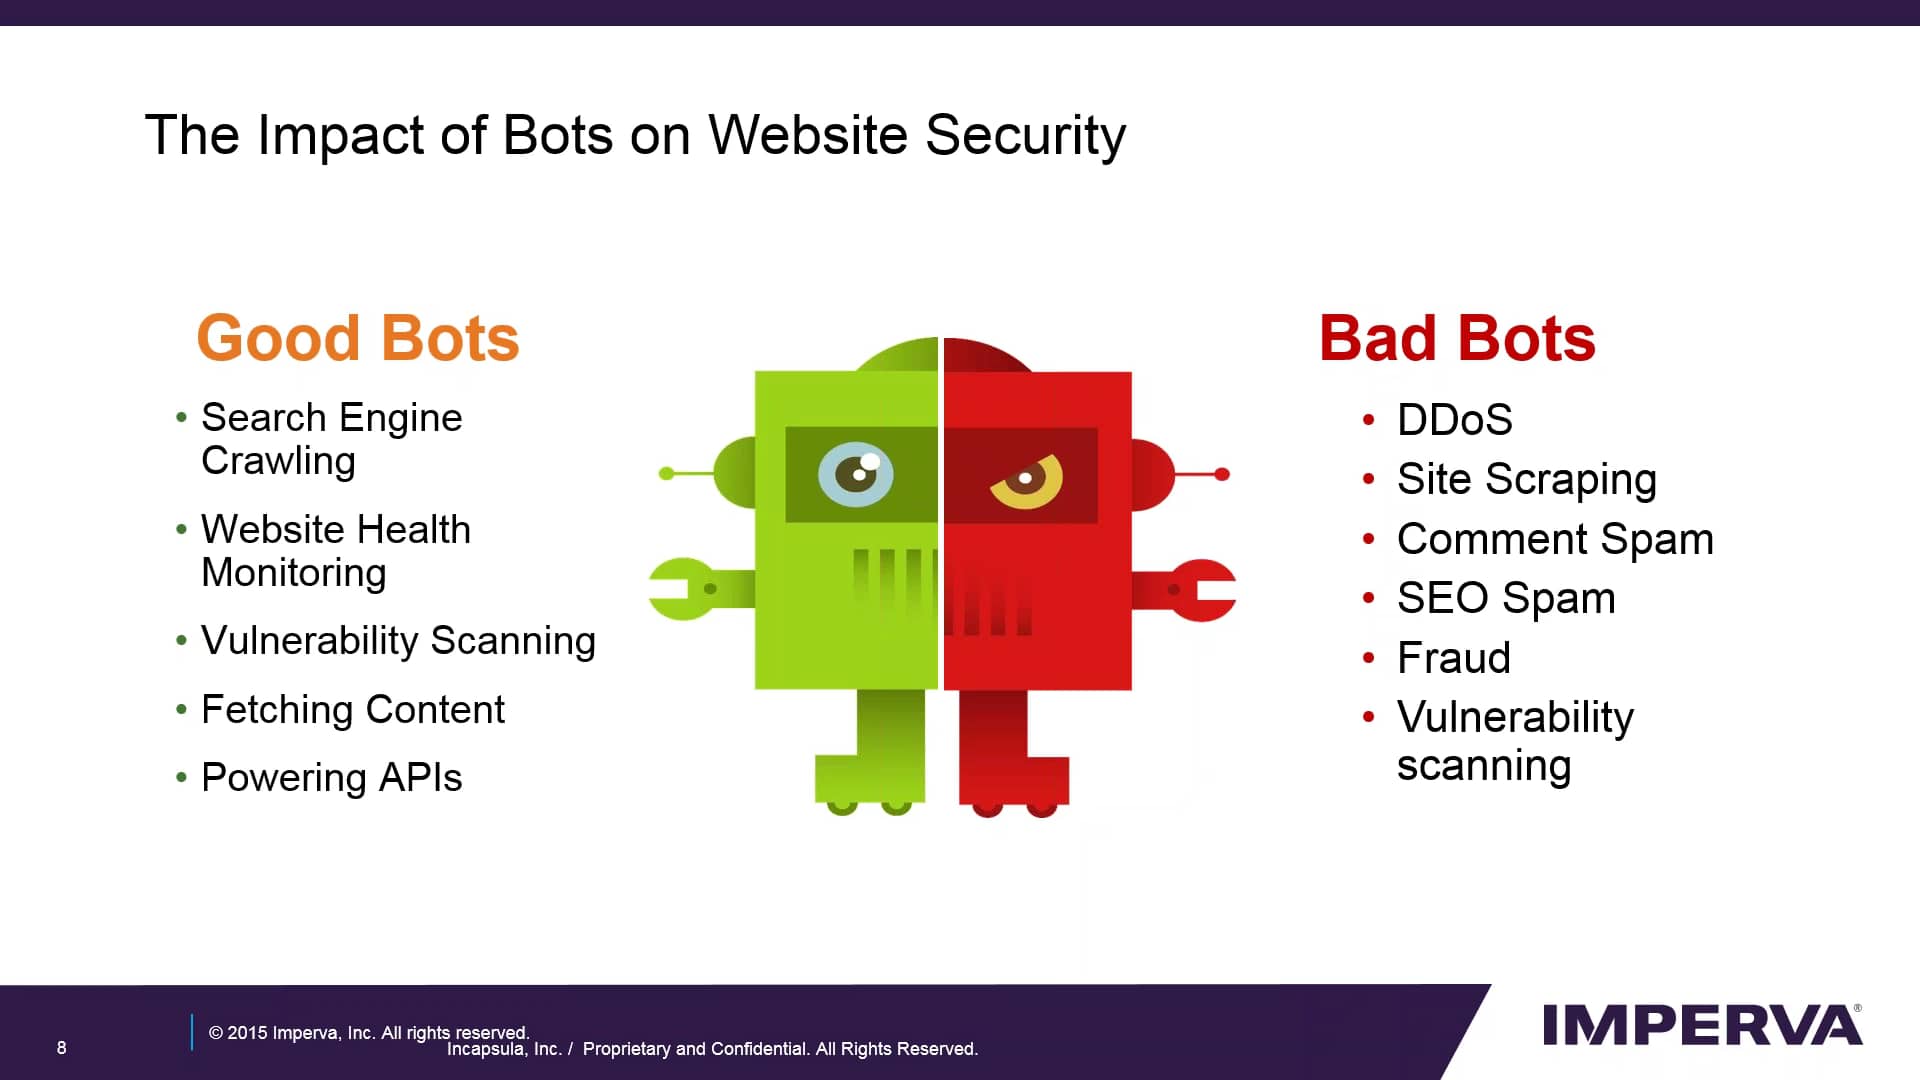 The Impact of Bots on Website Security
Good Bots
• Search Engine
Crawling
• Website Health
Monitoring
• Vulnerability Scanning
• Fetching Content
• Powering APIs
Bad Bots
• DDoS
• Site Scraping
• Comment Spam
• SEO Spam
• Fraud
• Vulnerability
scanning
8
© 2015 Imperva, Inc. All rights reserved.
Incapsula, Inc. / Proprietary and Confidential. All Rights Reserved.
IMPERVA®